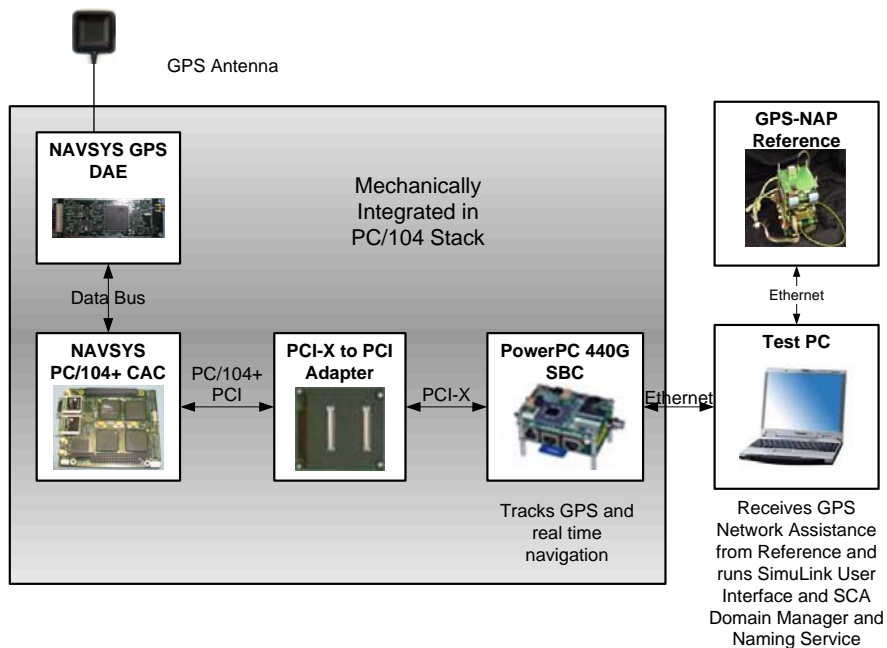 GPS Antenna
NAVSYS GPS
DAE
Mechanically
Integrated in
PC/104 Stack
GPS-NAP
Reference
Data Bus
Ethernet
NAVSYS
PC/104+ CAC
PC/104+
PCI
PCI-X to PCI
Adapter
PCI-X
PowerPC 440G
SBC
Ethernet
Test PC
Tracks GPS and
real time
navigation
Receives GPS
Network Assistance
from Reference and
runs SimuLink User
Interface and SCA
Domain Manager and
Naming Service